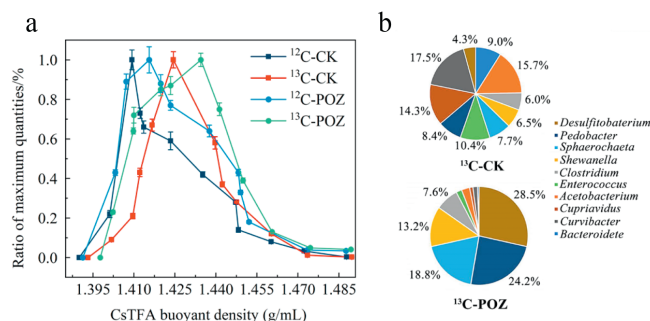 a
Ratio of maximum quantities/%
1.0
0.8
0.6
0.4
0.2
0.0
¹²C-CK
¹³C-CK
¹²C-POZ
¹³C-POZ
1.395 1.410 1.425 1.440 1.455 1.470 1.485
CsTFA buoyant density (g/mL)
b
4.3%
9.0%
17.5%
15.7%
6.0%
14.3%
6.5%
8.4%
7.7%
10.4%
¹³C-CK
Desulfitobaterium
Pedobacter
Sphaerochaeta
Shewanella
Clostridium
Enterococcus
Acetobacterium
Cupriavidus
Curvibacter
Bacteroidete
7.6%
28.5%
13.2%
18.8%
24.2%
¹³C-POZ